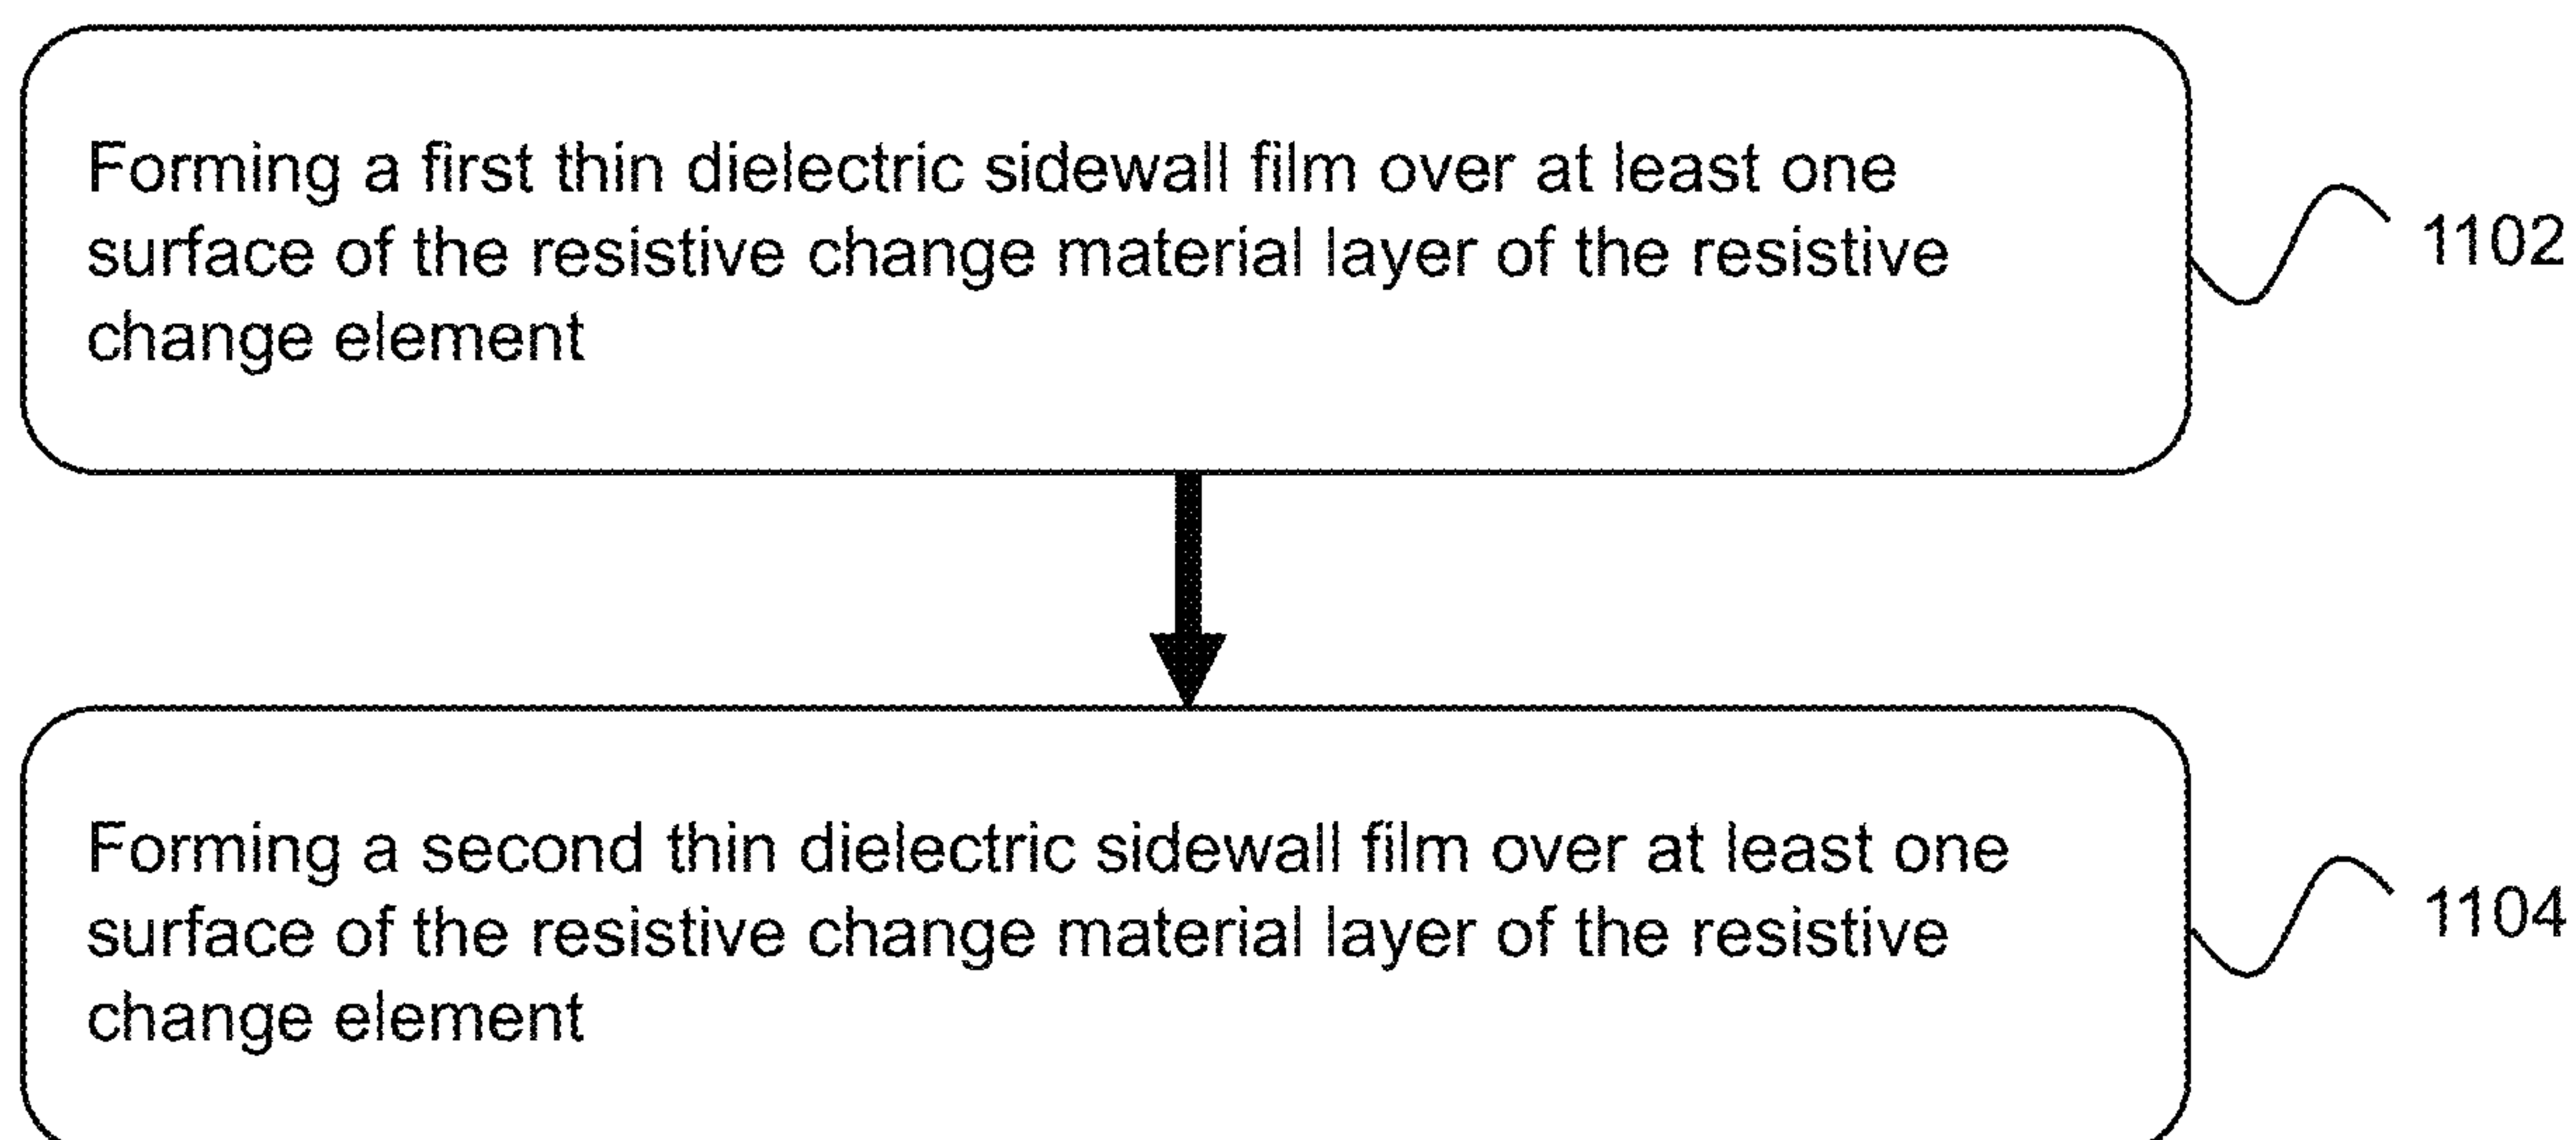 Forming a first thin dielectric sidewall film over at least one
surface of the resistive change material layer of the resistive
change element
1102
Forming a second thin dielectric sidewall film over at least one
surface of the resistive change material layer of the resistive
change element
1104